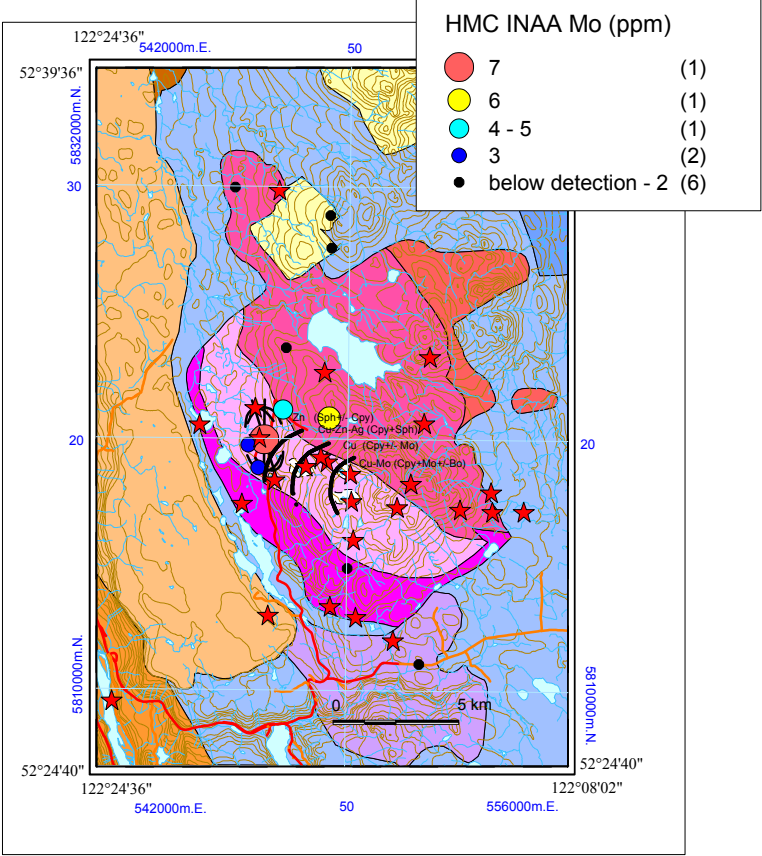 HMC INAA Mo (ppm)
7 (1)
6 (1)
4 - 5 (1)
3 (2)
below detection - 2 (6)
122°24'36"
542000m.E.
50
52°39'36"
5832000m.N.
30
20
20
Zn (Sph+/- Cpy)
Cu-Zn-Ag (Cpy+Sph)
Cu (Cpy+/- Mo)
Cu-Mo (Cpy+Mo+/-Bo)
5810000m.N.
5810000m.N.
0 5 km
52°24'40"
52°24'40"
122°24'36"
122°08'02"
542000m.E.
50
556000m.E.